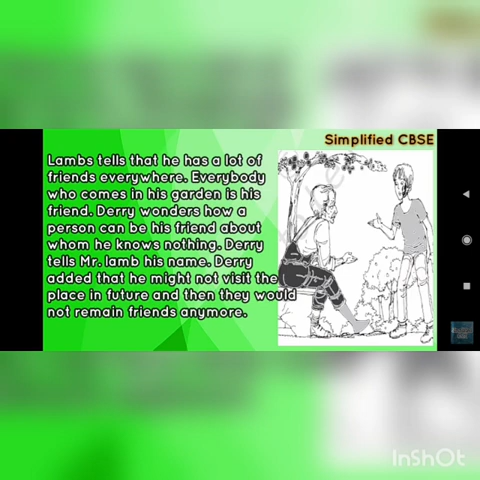 Simplified CBSE
Lambs tells that he has a lot of
friends everywhere. Everybody
who comes in his garden is his
friend. Derry wonders how a
person can be his friend about
whom he knows nothing. Derry
tells Mr. lamb his name. Derry
added that he might not visit the
place in future and then they would
not remain friends anymore.
InShOt